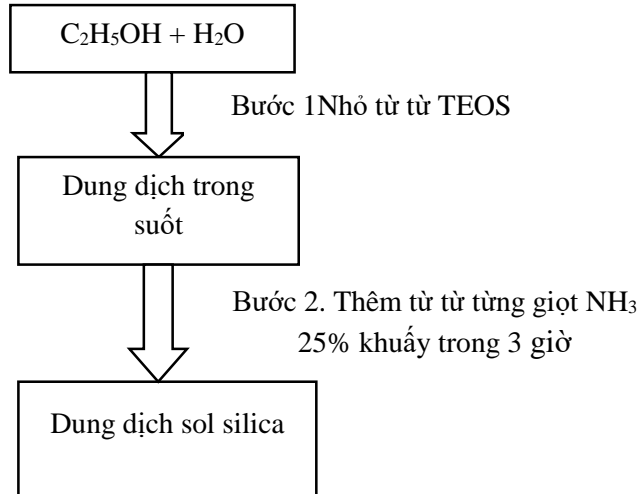 C₂H₅OH + H₂O
Bước 1Nhỏ từ từ TEOS
Dung dịch trong
suốt
Bước 2. Thêm từ từ từng giọt NH₃
25% khuấy trong 3 giờ
Dung dịch sol silica